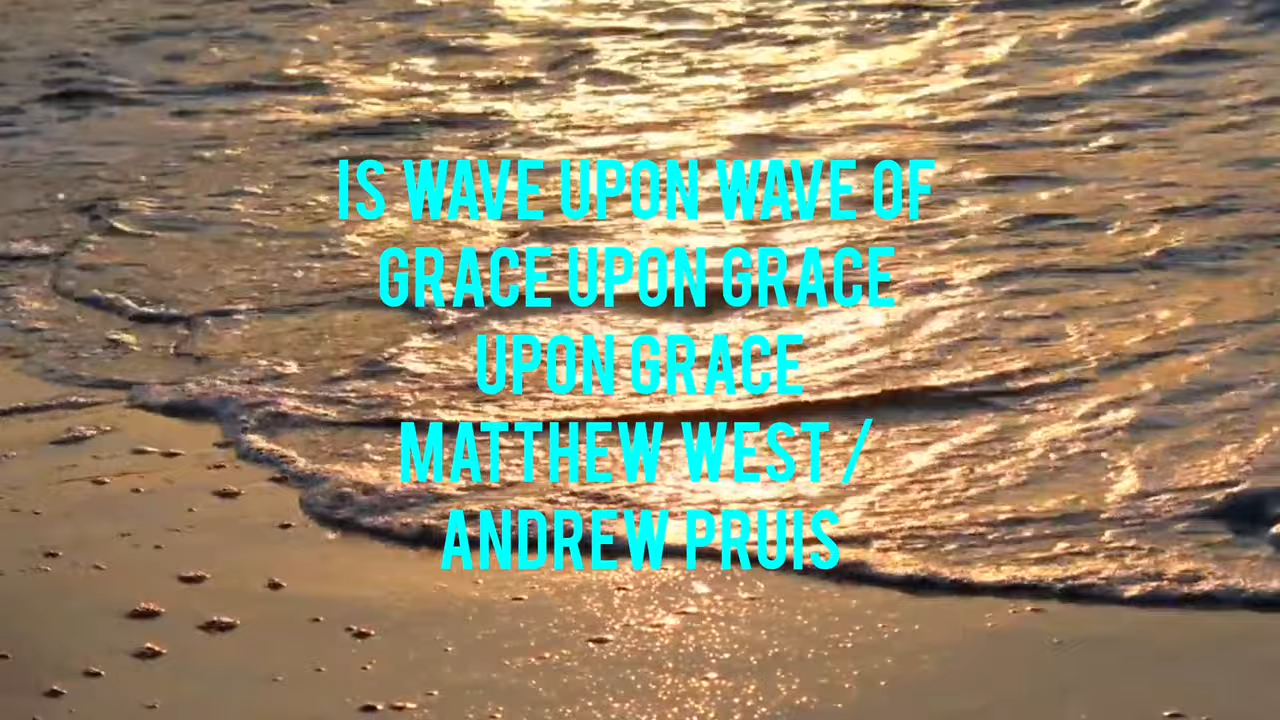 IS WAVE UPON WAVE OF
GRACE UPON GRACE
UPON GRACE
MATTHEW WEST /
ANDREW PRUIS